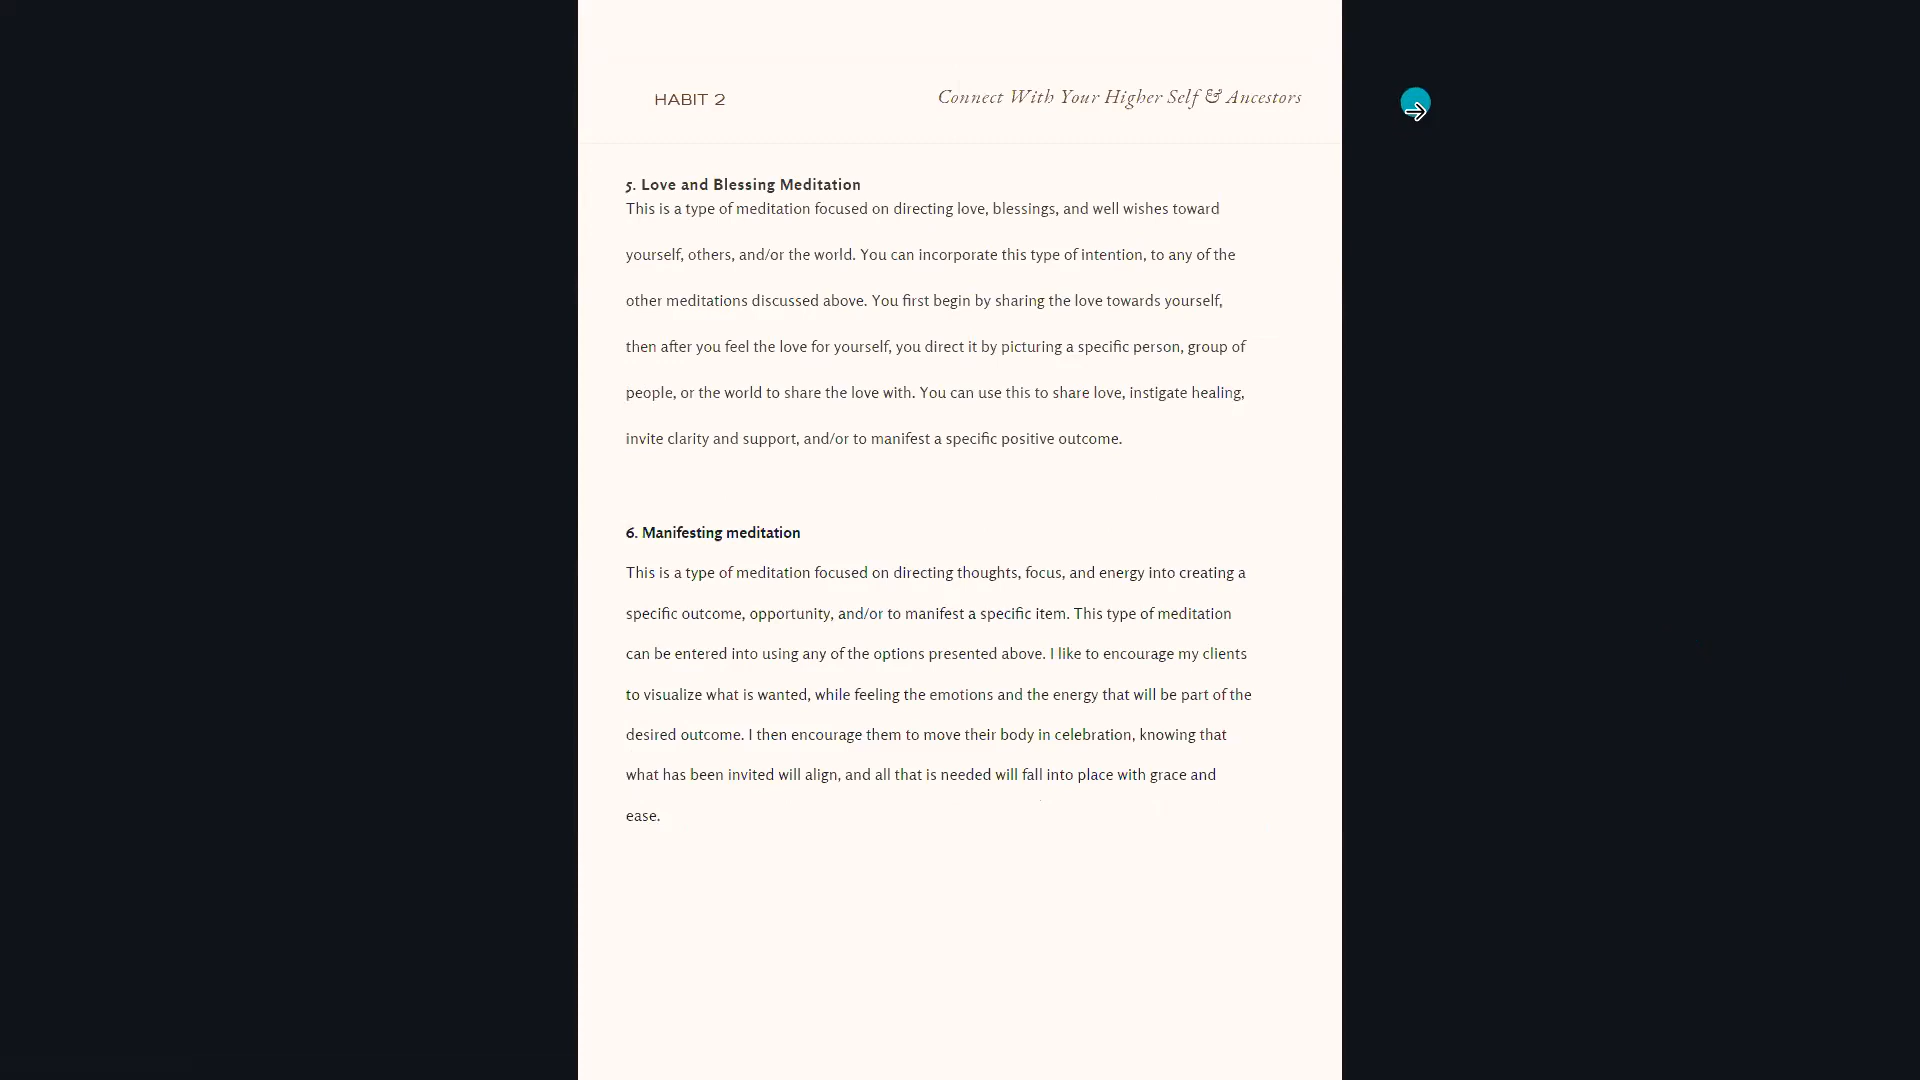 HABIT 2
Connect With Your Higher Self & Ancestors
5. Love and Blessing Meditation
This is a type of meditation focused on directing love, blessings, and well wishes toward
yourself, others, and/or the world. You can incorporate this type of intention, to any of the
other meditations discussed above. You first begin by sharing the love towards yourself,
then after you feel the love for yourself, you direct it by picturing a specific person, group of
people, or the world to share the love with. You can use this to share love, instigate healing,
invite clarity and support, and/or to manifest a specific positive outcome.
6. Manifesting meditation
This is a type of meditation focused on directing thoughts, focus, and energy into creating a
specific outcome, opportunity, and/or to manifest a specific item. This type of meditation
can be entered into using any of the options presented above. I like to encourage my clients
to visualize what is wanted, while feeling the emotions and the energy that will be part of the
desired outcome. I then encourage them to move their body in celebration, knowing that
what has been invited will align, and all that is needed will fall into place with grace and
ease.